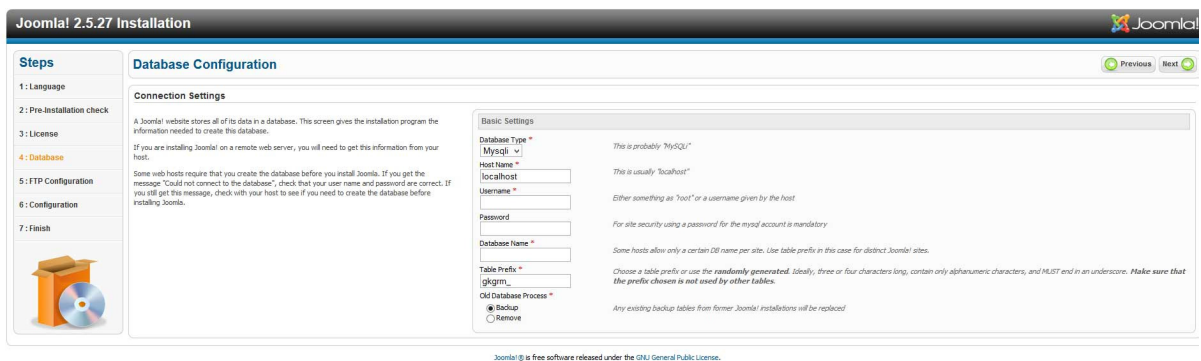 Joomla! 2.5.27 Installation
Joomla!
Steps
1 : Language
2 : Pre-Installation check
3 : License
4 : Database
5 : FTP Configuration
6 : Configuration
7 : Finish
Database Configuration
Previous
Next
Connection Settings
A Joomla! website stores all of its data in a database. This screen gives the installation program the
information needed to create this database.
If you are installing Joomla! on a remote web server, you will need to get this information from your
host.
Some web hosts require that you create the database before you install Joomla. If you get the
message "Could not connect to the database", check that your user name and password are correct. If
you still get this message, check with your host to see if you need to create the database before
installing Joomla.
Basic Settings
Database Type *
Mysqli
This is probably "MySQLi"
Host Name *
localhost
This is usually "localhost"
Username *
Either something as "root" or a username given by the host
Password
For site security using a password for the mysql account is mandatory
Database Name *
Some hosts allow only a certain DB name per site. Use table prefix in this case for distinct Joomla! sites.
Table Prefix *
gkgrm_
Choose a table prefix or use the randomly generated. Ideally, three or four characters long, contain only alphanumeric characters, and MUST end in an underscore. Make sure that
the prefix chosen is not used by other tables.
Old Database Process *
Backup
Remove
Any existing backup tables from former Joomla! installations will be replaced
Joomla! ® is free software released under the GNU General Public License.